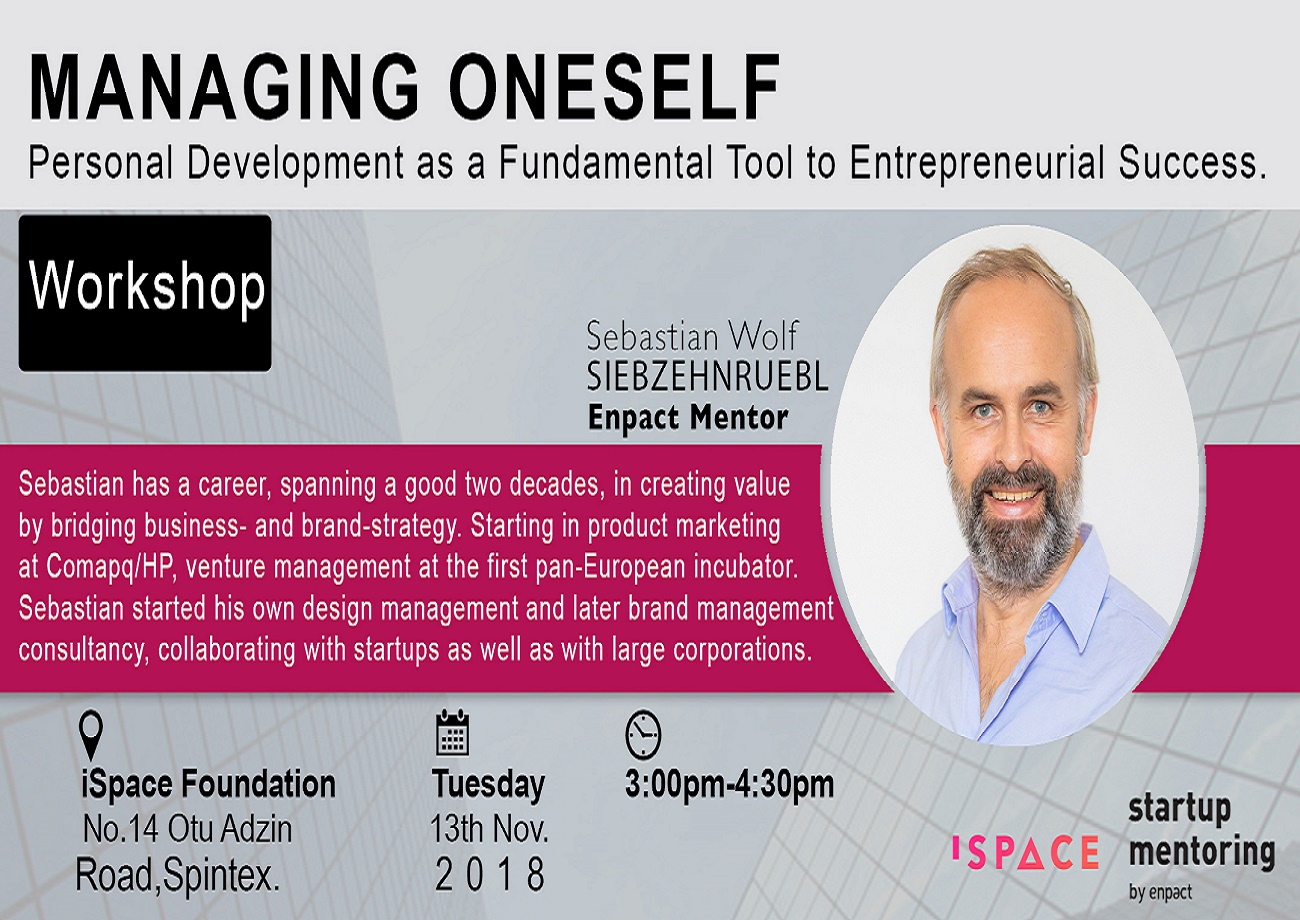 MANAGING ONESELF
Personal Development as a Fundamental Tool to Entrepreneurial Success.
Workshop
Sebastian Wolf
SIEBZEHNRUEBL
Enpact Mentor
Sebastian has a career, spanning a good two decades, in creating value
by bridging business- and brand-strategy. Starting in product marketing
at Comapq/HP, venture management at the first pan-European incubator.
Sebastian started his own design management and later brand management
consultancy, collaborating with startups as well as with large corporations.
iSpace Foundation
No.14 Otu Adzin
Road,Spintex.
Tuesday
13th Nov.
2018
3:00pm-4:30pm
ISPACE
startup
mentoring
by enpact